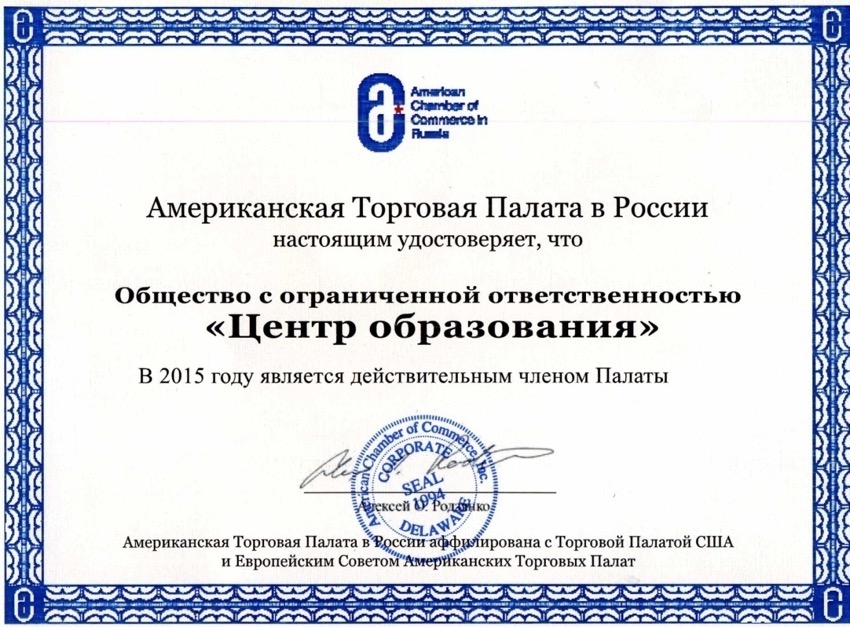 American
Chamber of
Commerce in
Russia
Американская Торговая Палата в России
настоящим удостоверяет, что
Общество с ограниченной ответственностью
«Центр образования»
В 2015 году является действительным членом Палаты
American Chamber of Commerce, Inc.
CORPORATE
SEAL
1994
DELAWARE
Алексей О. Родзянко
Американская Торговая Палата в России аффилирована с Торговой Палатой США
и Европейским Советом Американских Торговых Палат